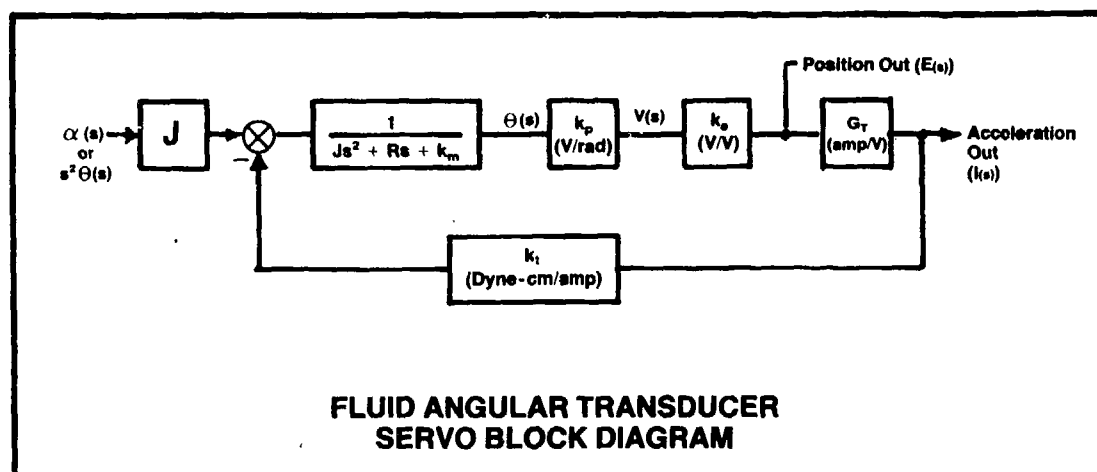 Position Out (E(s))
α(s)
or
s²θ(s)
J
−
1
Js² + Rs + kₘ
θ(s)
kₚ
(V/rad)
V(s)
kₑ
(V/V)
G_T
(amp/V)
Acceleration
Out
(I(s))
kₜ
(Dyne-cm/amp)
FLUID ANGULAR TRANSDUCER
SERVO BLOCK DIAGRAM